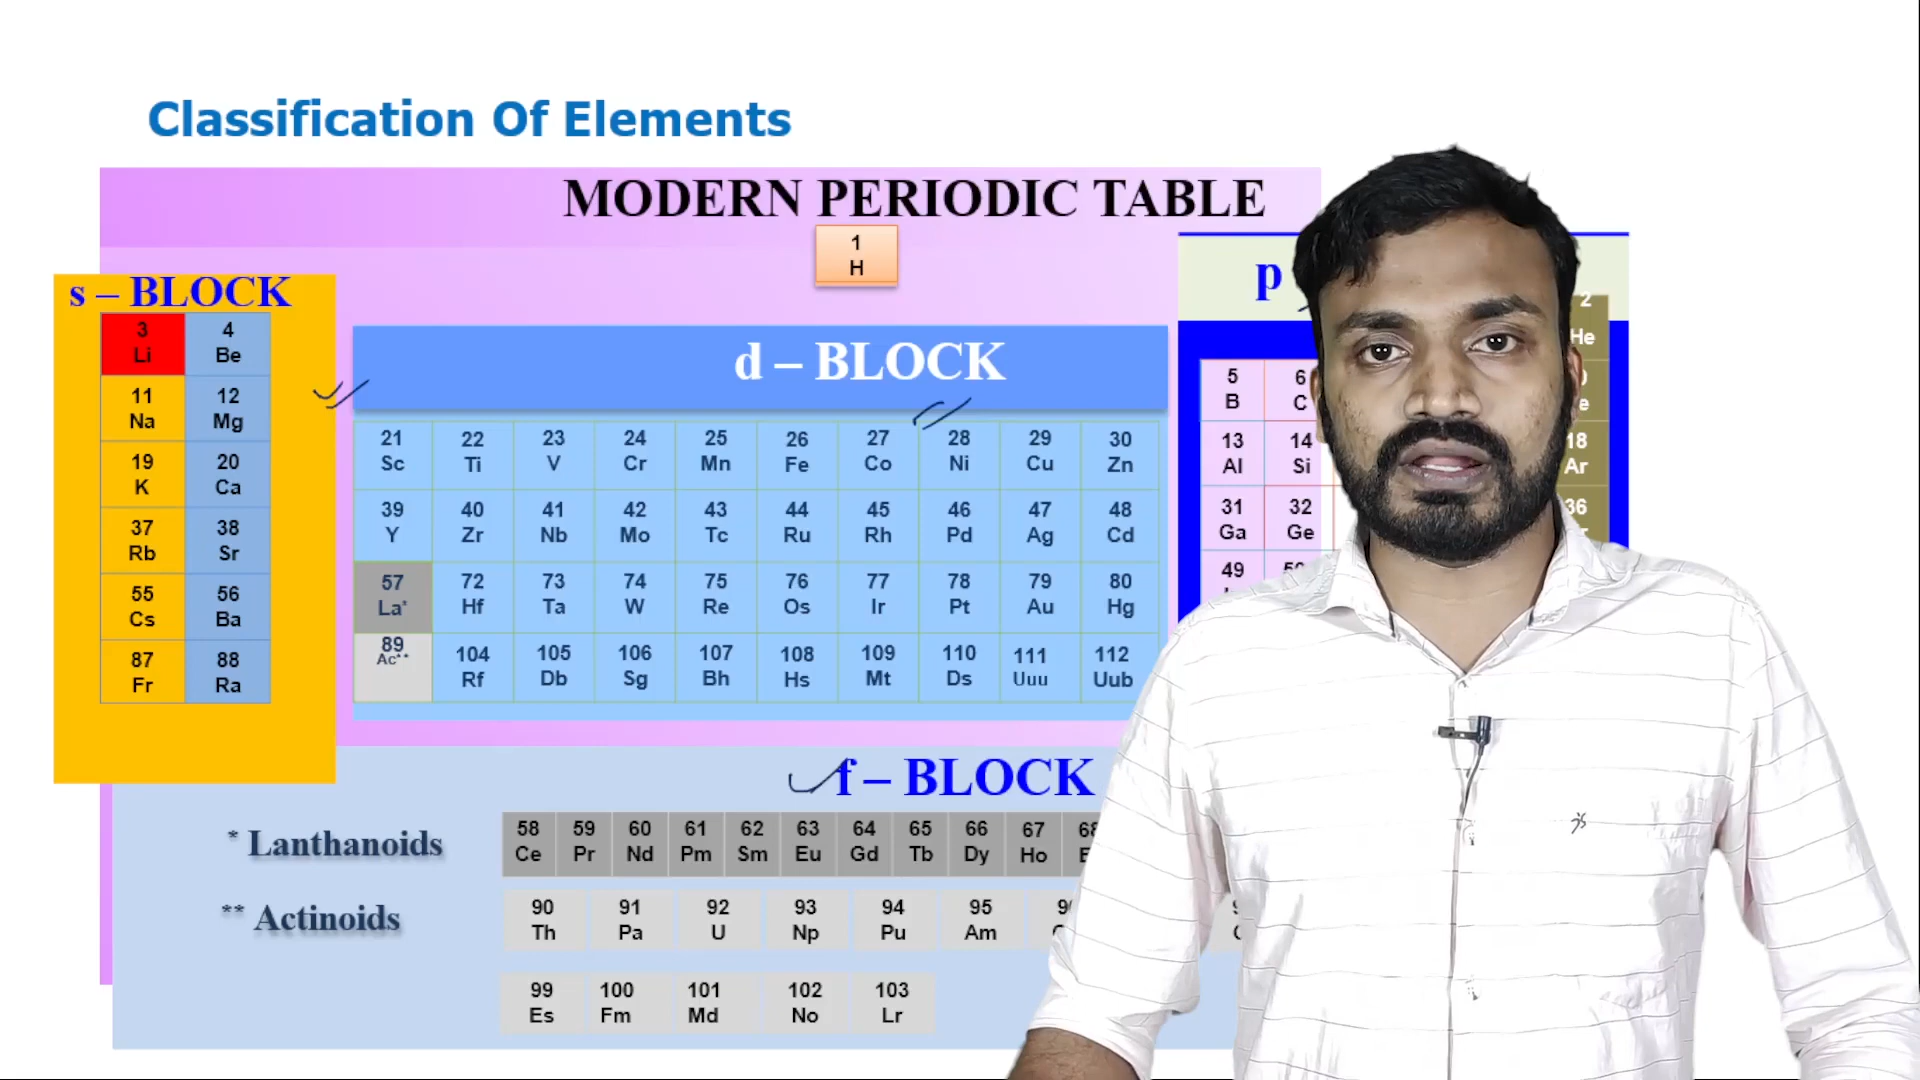 Classification Of Elements
MODERN PERIODIC TABLE
1
H
s – BLOCK
3 4
Li Be
11 12
Na Mg
19 20
K Ca
37 38
Rb Sr
55 56
Cs Ba
87 88
Fr Ra
d – BLOCK
21 22 23 24 25 26 27 28 29 30
Sc Ti V Cr Mn Fe Co Ni Cu Zn
39 40 41 42 43 44 45 46 47 48
Y Zr Nb Mo Tc Ru Rh Pd Ag Cd
57 72 73 74 75 76 77 78 79 80
La* Hf Ta W Re Os Ir Pt Au Hg
89 104 105 106 107 108 109 110 111 112
Ac** Rf Db Sg Bh Hs Mt Ds Uuu Uub
p
2
He
5 6
B C
13 14 18
Al Si Ar
31 32 36
Ga Ge
49
f – BLOCK
* Lanthanoids
58 59 60 61 62 63 64 65 66 67
Ce Pr Nd Pm Sm Eu Gd Tb Dy Ho
** Actinoids
90 91 92 93 94 95
Th Pa U Np Pu Am
99 100 101 102 103
Es Fm Md No Lr